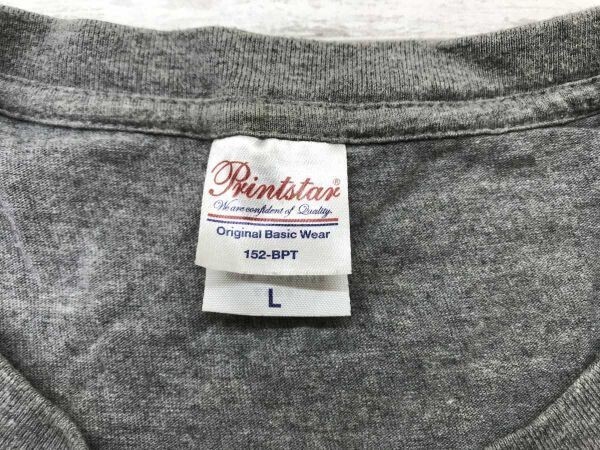 Printstar®
We are confident of Quality.
Original Basic Wear
152-BPT
L